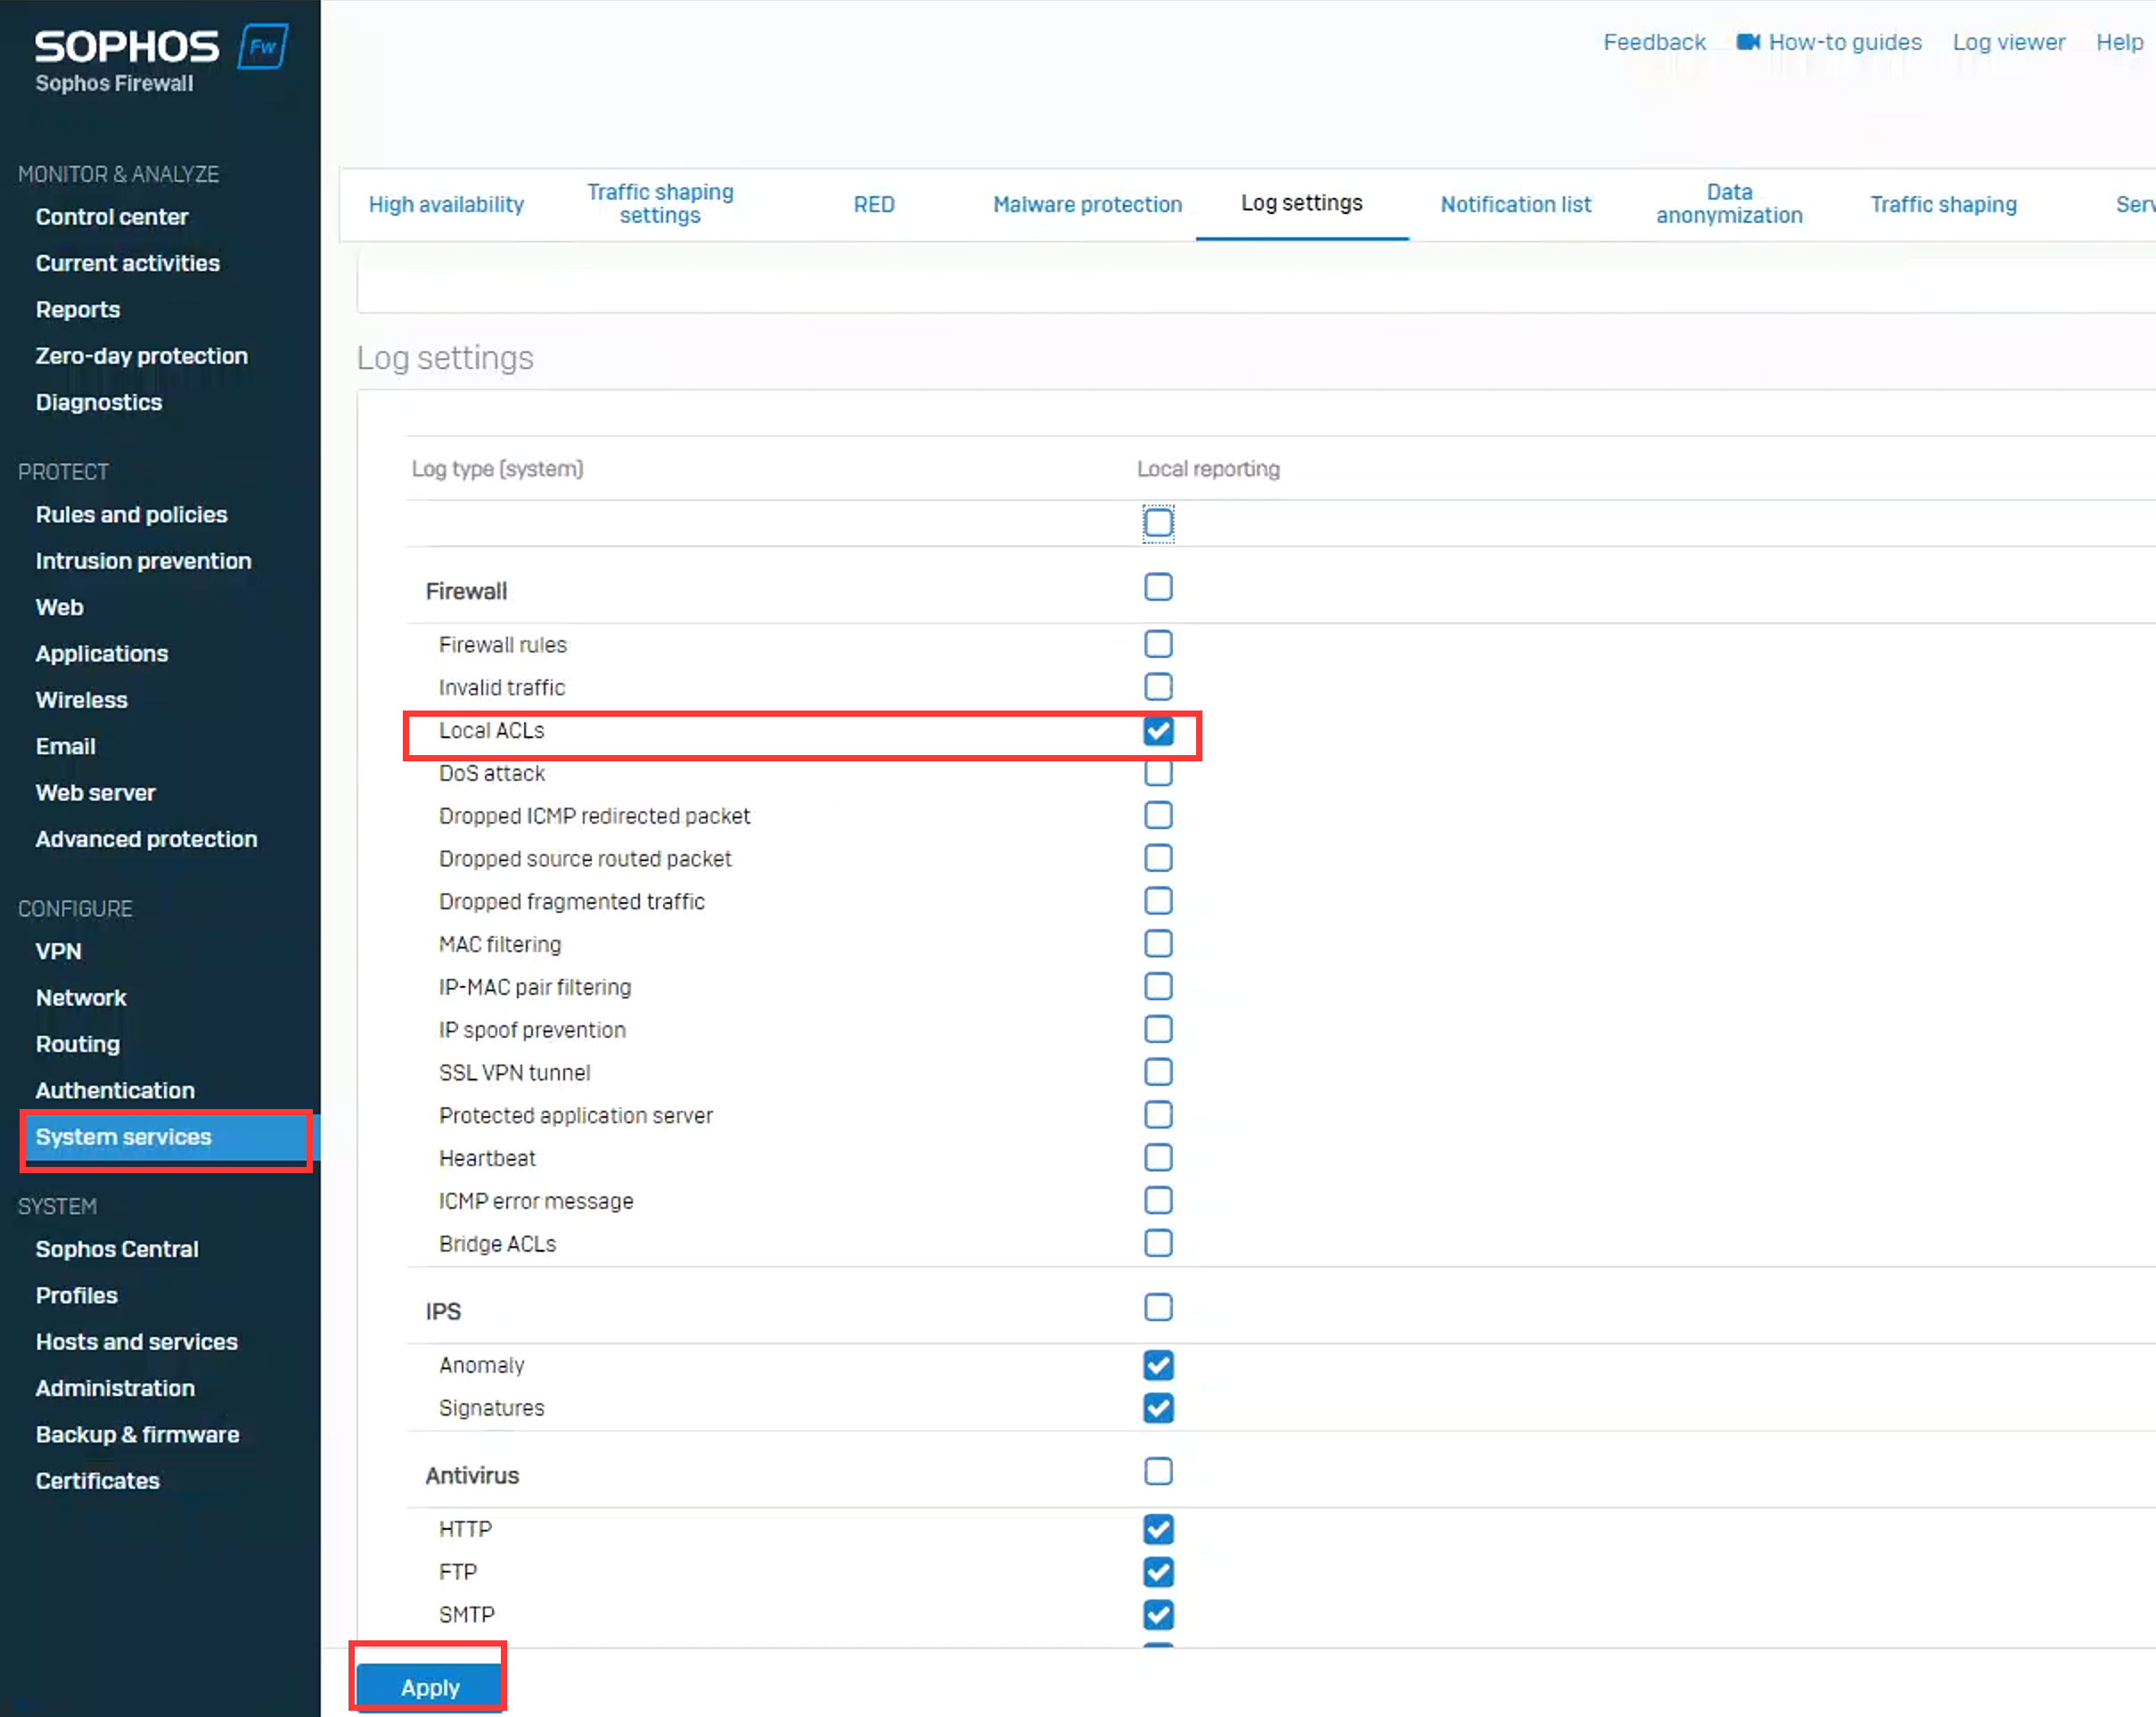 SOPHOS Fw
Sophos Firewall
Feedback How-to guides Log viewer Help
MONITOR & ANALYZE
Control center
Current activities
Reports
Zero-day protection
Diagnostics
PROTECT
Rules and policies
Intrusion prevention
Web
Applications
Wireless
Email
Web server
Advanced protection
CONFIGURE
VPN
Network
Routing
Authentication
System services
SYSTEM
Sophos Central
Profiles
Hosts and services
Administration
Backup & firmware
Certificates
High availability
Traffic shaping
settings
RED
Malware protection
Log settings
Notification list
Data
anonymization
Traffic shaping
Log settings
Log type (system) Local reporting
Firewall
Firewall rules
Invalid traffic
Local ACLs
DoS attack
Dropped ICMP redirected packet
Dropped source routed packet
Dropped fragmented traffic
MAC filtering
IP-MAC pair filtering
IP spoof prevention
SSL VPN tunnel
Protected application server
Heartbeat
ICMP error message
Bridge ACLs
IPS
Anomaly
Signatures
Antivirus
HTTP
FTP
SMTP
Apply